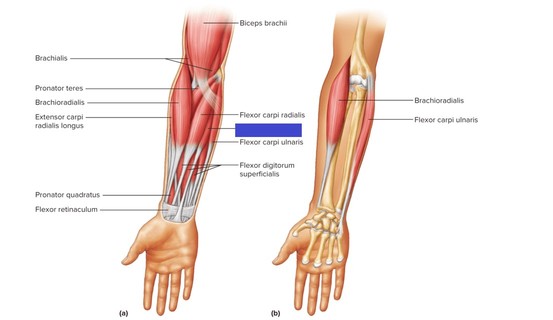 Biceps brachii
Brachialis
Pronator teres
Brachioradialis
Extensor carpi
radialis longus
Flexor carpi radialis
Flexor carpi ulnaris
Flexor digitorum
superficialis
Pronator quadratus
Flexor retinaculum
(a)
Brachioradialis
Flexor carpi ulnaris
(b)